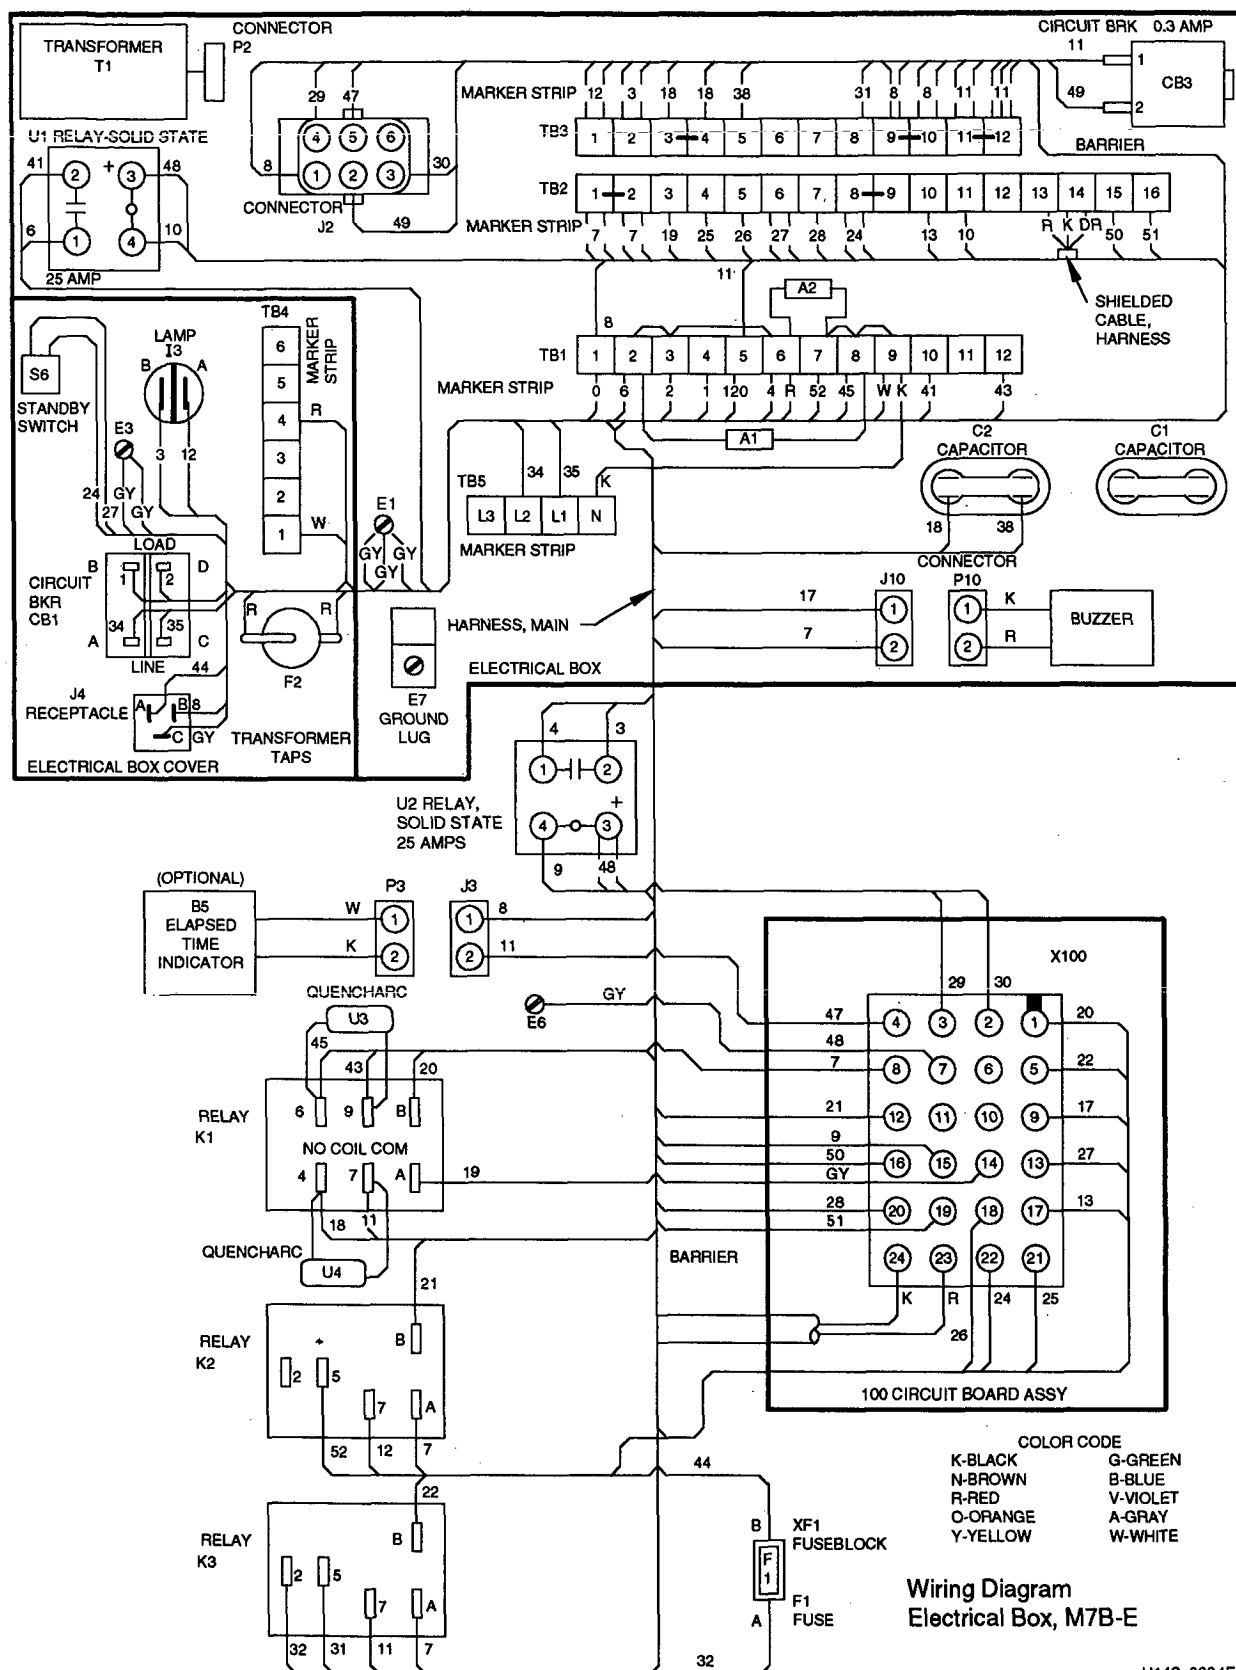 TRANSFORMER
T1
CONNECTOR
P2
CIRCUIT BRK 0.3 AMP
11
1
CB3
49
2
29 47
MARKER STRIP 12 3 18 18 38 31 8 8 11 11
U1 RELAY-SOLID STATE
4 5 6
TB3 1 2 3 4 5 6 7 8 9 10 11 12
BARRIER
41 2 + 3 48
8 1 2 3 30
TB2 1 2 3 4 5 6 7 8 9 10 11 12 13 14 15 16
CONNECTOR
J2
49
MARKER STRIP 7 7 19 25 26 27 28 24 13 10 R K DR 50 51
6 1 4 10
25 AMP
11
A2
SHIELDED
CABLE,
HARNESS
8
TB1 1 2 3 4 5 6 7 8 9 10 11 12
MARKER STRIP 0 6 2 1 120 4 R 52 45 W K 41 43
A1
TB4
6
5
4
3
2
1
MARKER
STRIP
R
W
LAMP
I3
B A
S6
STANDBY
SWITCH
E3
3 12
24
27
GY
GY
34 35 K
TB5
L3 L2 L1 N
MARKER STRIP
E1
GY GY
GY
C2
CAPACITOR
C1
CAPACITOR
18 38
LOAD
B 1 2 D
CIRCUIT
BKR
CB1
34 35
A C
LINE
R R
F2
TRANSFORMER
TAPS
44
J4
RECEPTACLE
A B 8
C GY
ELECTRICAL BOX COVER
HARNESS, MAIN
E7
GROUND
LUG
ELECTRICAL BOX
CONNECTOR
J10 P10
17 1 1 K
7 2 2 R
BUZZER
4 3
1 2
+
4 3
U2 RELAY,
SOLID STATE
25 AMPS
9 48
(OPTIONAL)
B5
ELAPSED
TIME
INDICATOR
P3 J3
W 1 1 8
K 2 2 11
X100
29 30
QUENCHARC
U3
E6
GY
47 4 3 2 1 20
48
7 8 7 6 5 22
21 12 11 10 9 17
9
50 16 15 14 13 27
GY
28 20 19 18 17 13
51
24 23 22 21
K R 24 25
26
45 43 20
RELAY
K1
6 9 B
NO COIL COM
4 7 A 19
18 11
QUENCHARC
U4
BARRIER
100 CIRCUIT BOARD ASSY
21
RELAY
K2
B
2 5
7 A
52 12 7
44
22
RELAY
K3
B
2 5
7 A
32 31 11 7
32
B
XF1
FUSEBLOCK
F
1
F1
FUSE
A
COLOR CODE
K-BLACK G-GREEN
N-BROWN B-BLUE
R-RED V-VIOLET
O-ORANGE A-GRAY
Y-YELLOW W-WHITE
Wiring Diagram
Electrical Box, M7B-E